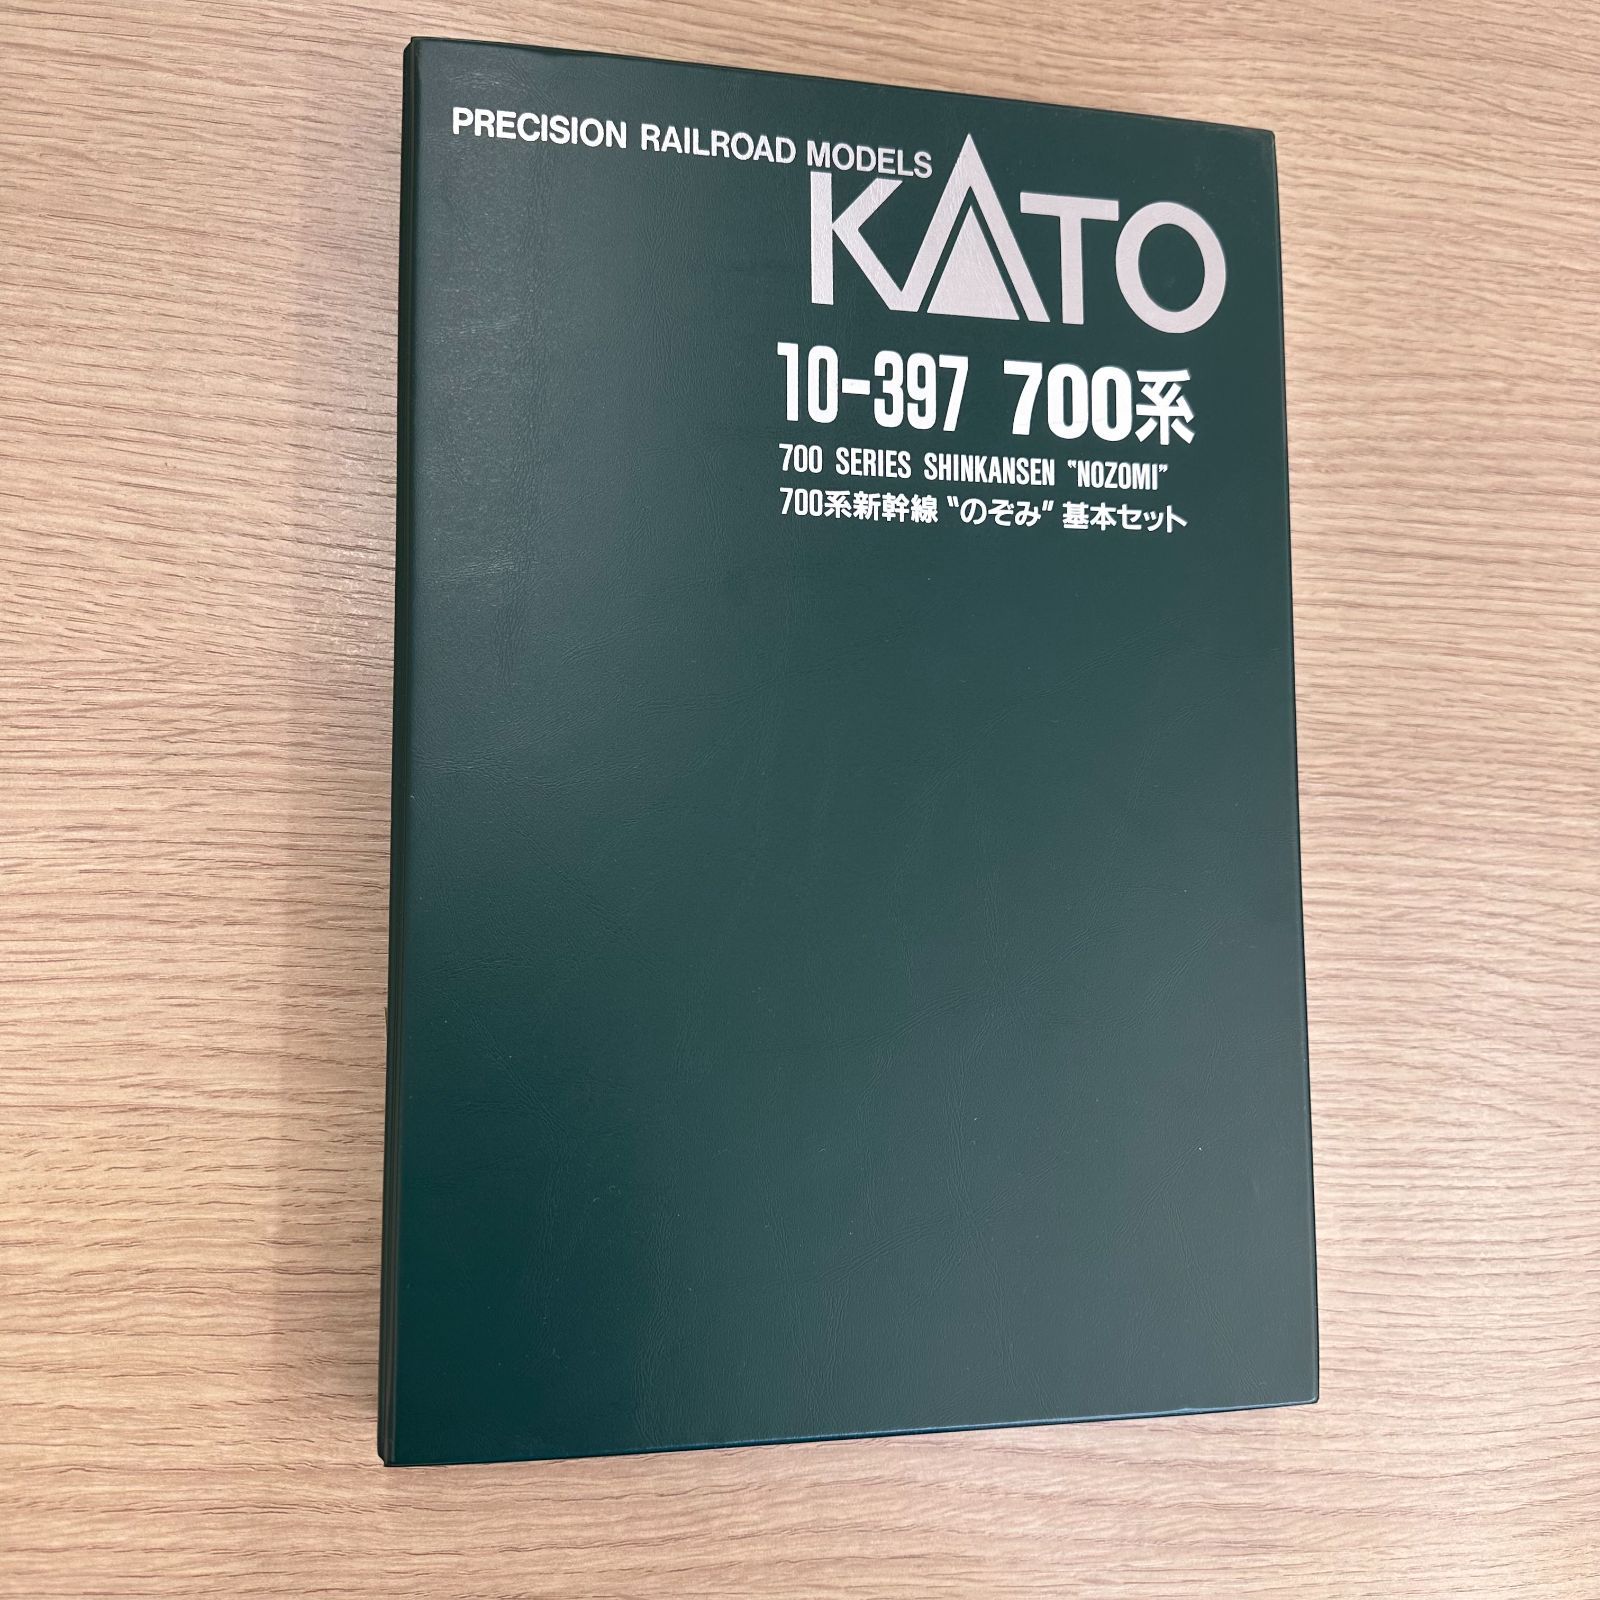 PRECISION RAILROAD MODELS
KATO
10-397 700系
700 SERIES SHINKANSEN "NOZOMI"
700系新幹線 "のぞみ" 基本セット